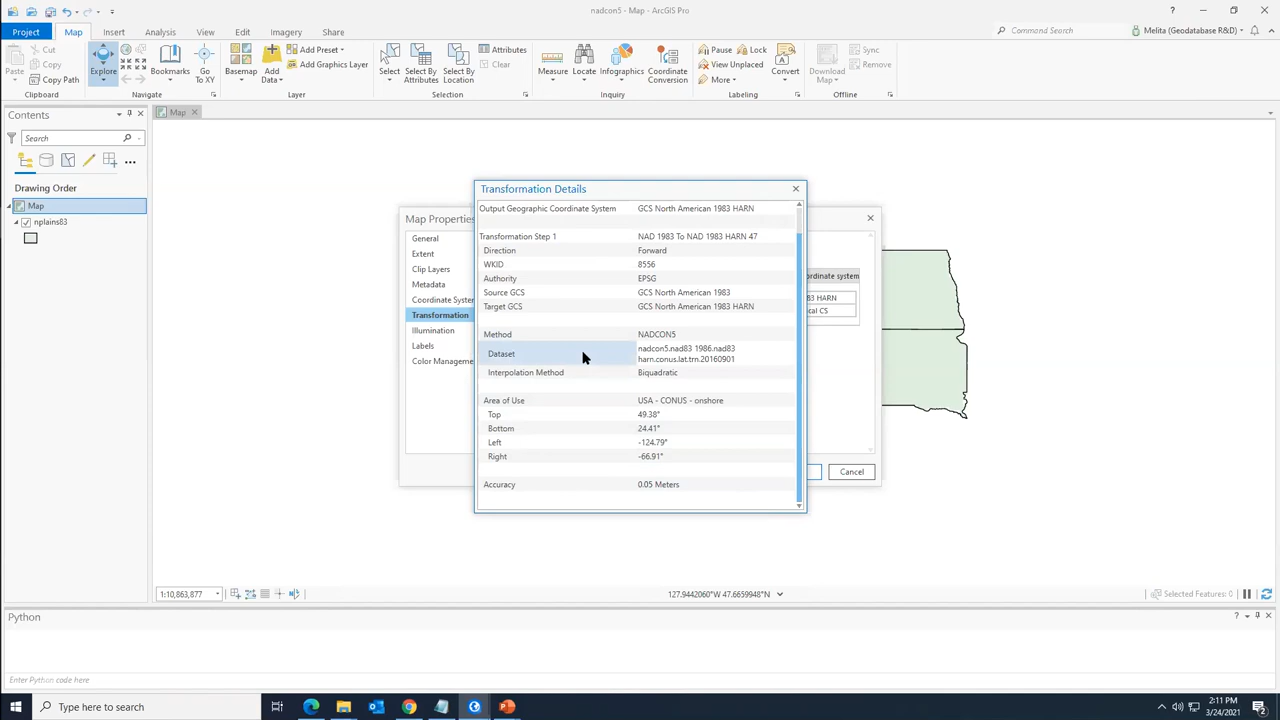 nadcon5 - Map - ArcGIS Pro
Project Map Insert Analysis View Edit Imagery Share
Command Search
Melita (Geodatabase R&D)
Paste
Cut
Copy
Copy Path
Clipboard
Explore
Bookmarks
Go To XY
Navigate
Basemap
Add Data
Add Preset
Add Graphics Layer
Layer
Select
Select By Attributes
Select By Location
Attributes
Clear
Selection
Measure
Locate
Infographics
Coordinate Conversion
Inquiry
Pause Lock
View Unplaced
More
Convert
Labeling
Download Map
Sync
Remove
Offline
Contents
Search
Drawing Order
Map
nplains83
Map
Map Properties
General
Extent
Clip Layers
Metadata
Coordinate System
Transformation
Illumination
Labels
Color Manageme
Transformation Details
Output Geographic Coordinate System GCS North American 1983 HARN
Transformation Step 1 NAD 1983 To NAD 1983 HARN 47
Direction Forward
WKID 8556
Authority EPSG
Source GCS GCS North American 1983
Target GCS GCS North American 1983 HARN
Method NADCON5
Dataset nadcon5.nad83 1986.nad83
harn.conus.lat.trn.20160901
Interpolation Method Biquadratic
Area of Use USA - CONUS - onshore
Top 49.38°
Bottom 24.41°
Left -124.79°
Right -66.91°
Accuracy 0.05 Meters
ordinate system
83 HARN
cal CS
Cancel
1:10,863,877
127.9442060°W 47.6659948°N
Selected Features: 0
Python
Enter Python code here
Type here to search
2:11 PM
3/24/2021
2